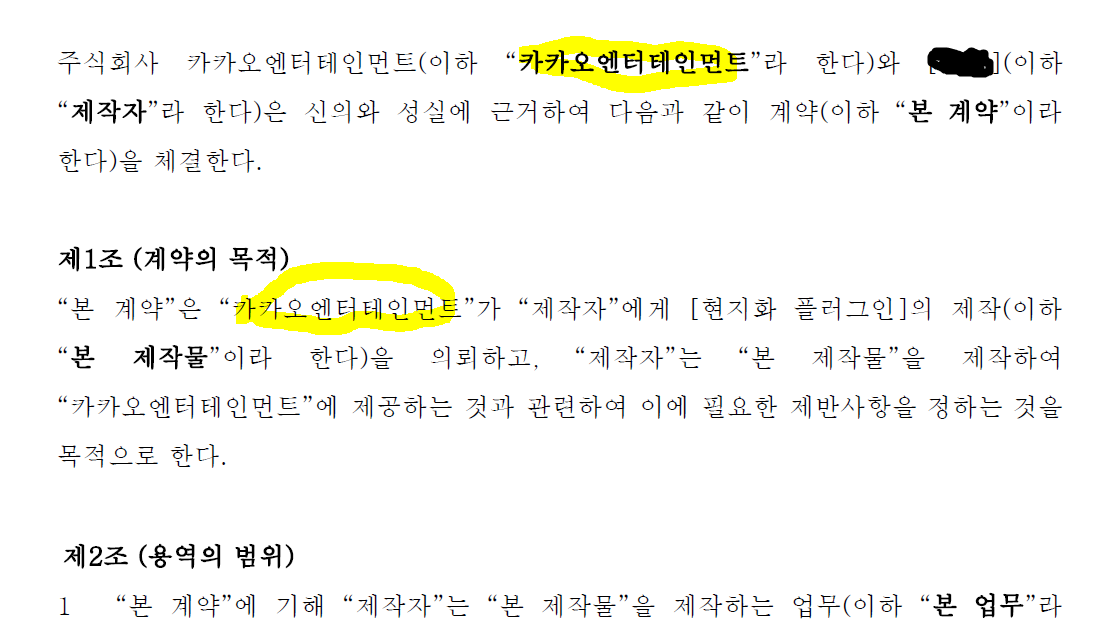 주식회사 카카오엔터테인먼트(이하 “카카오엔터테인먼트”라 한다)와 [](이하
“제작자”라 한다)은 신의와 성실에 근거하여 다음과 같이 계약(이하 “본 계약”이라
한다)을 체결한다.
제1조 (계약의 목적)
“본 계약”은 “카카오엔터테인먼트”가 “제작자”에게 [현지화 플러그인]의 제작(이하
“본 제작물”이라 한다)을 의뢰하고, “제작자”는 “본 제작물”을 제작하여
“카카오엔터테인먼트”에 제공하는 것과 관련하여 이에 필요한 제반사항을 정하는 것을
목적으로 한다.
제2조 (용역의 범위)
1 “본 계약”에 기해 “제작자”는 “본 제작물”을 제작하는 업무(이하 “본 업무”라